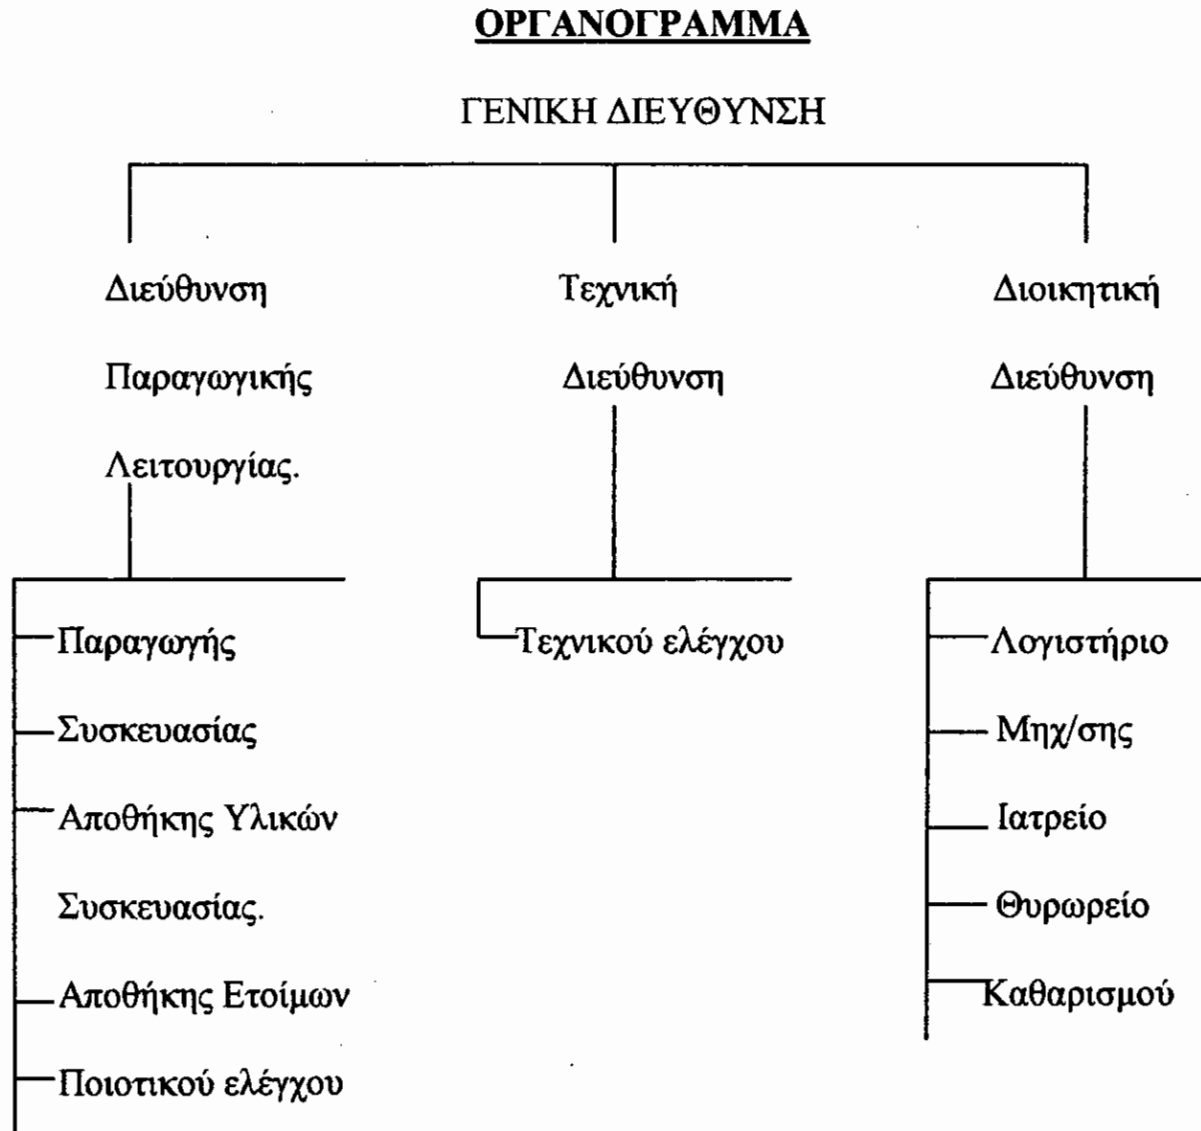 ΟΡΓΑΝΟΓΡΑΜΜΑ
ΓΕΝΙΚΗ ΔΙΕΥΘΥΝΣΗ
Διεύθυνση
Παραγωγικής
Λειτουργίας.
Τεχνική
Διεύθυνση
Διοικητική
Διεύθυνση
Παραγωγής
Συσκευασίας
Αποθήκης Υλικών
Συσκευασίας.
Αποθήκης Ετοίμων
Ποιοτικού ελέγχου
Τεχνικού ελέγχου
Λογιστήριο
Μηχ/σης
Ιατρείο
Θυρωρείο
Καθαρισμού